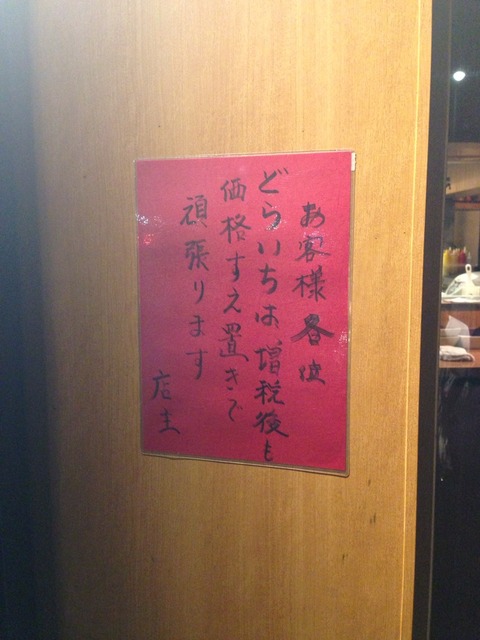 お客様各位
どらいちは増税後も
価格すえ置きで
頑張ります
店主